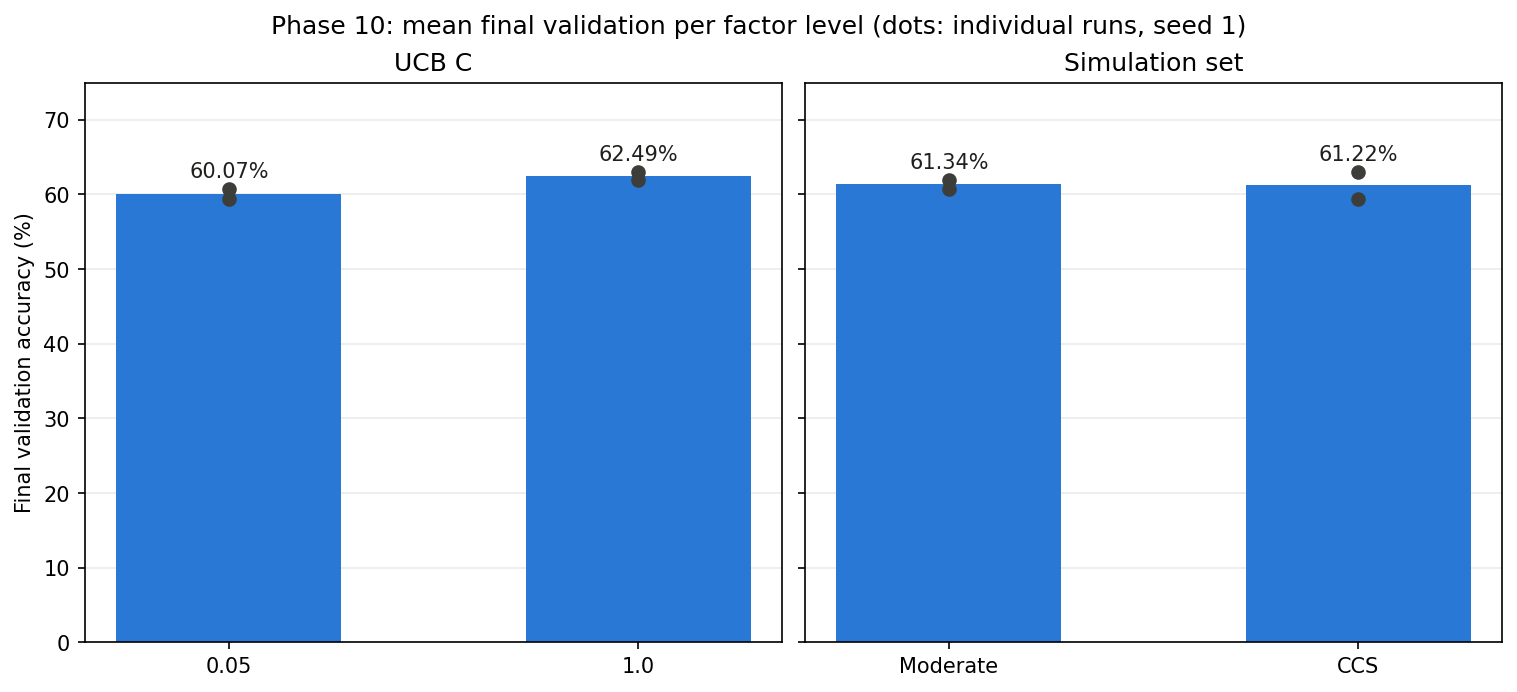 Phase 10: mean final validation per factor level (dots: individual runs, seed 1)
UCB C
Simulation set
Final validation accuracy (%)
70
60
50
40
30
20
10
0
60.07%
62.49%
61.34%
61.22%
0.05
1.0
Moderate
CCS